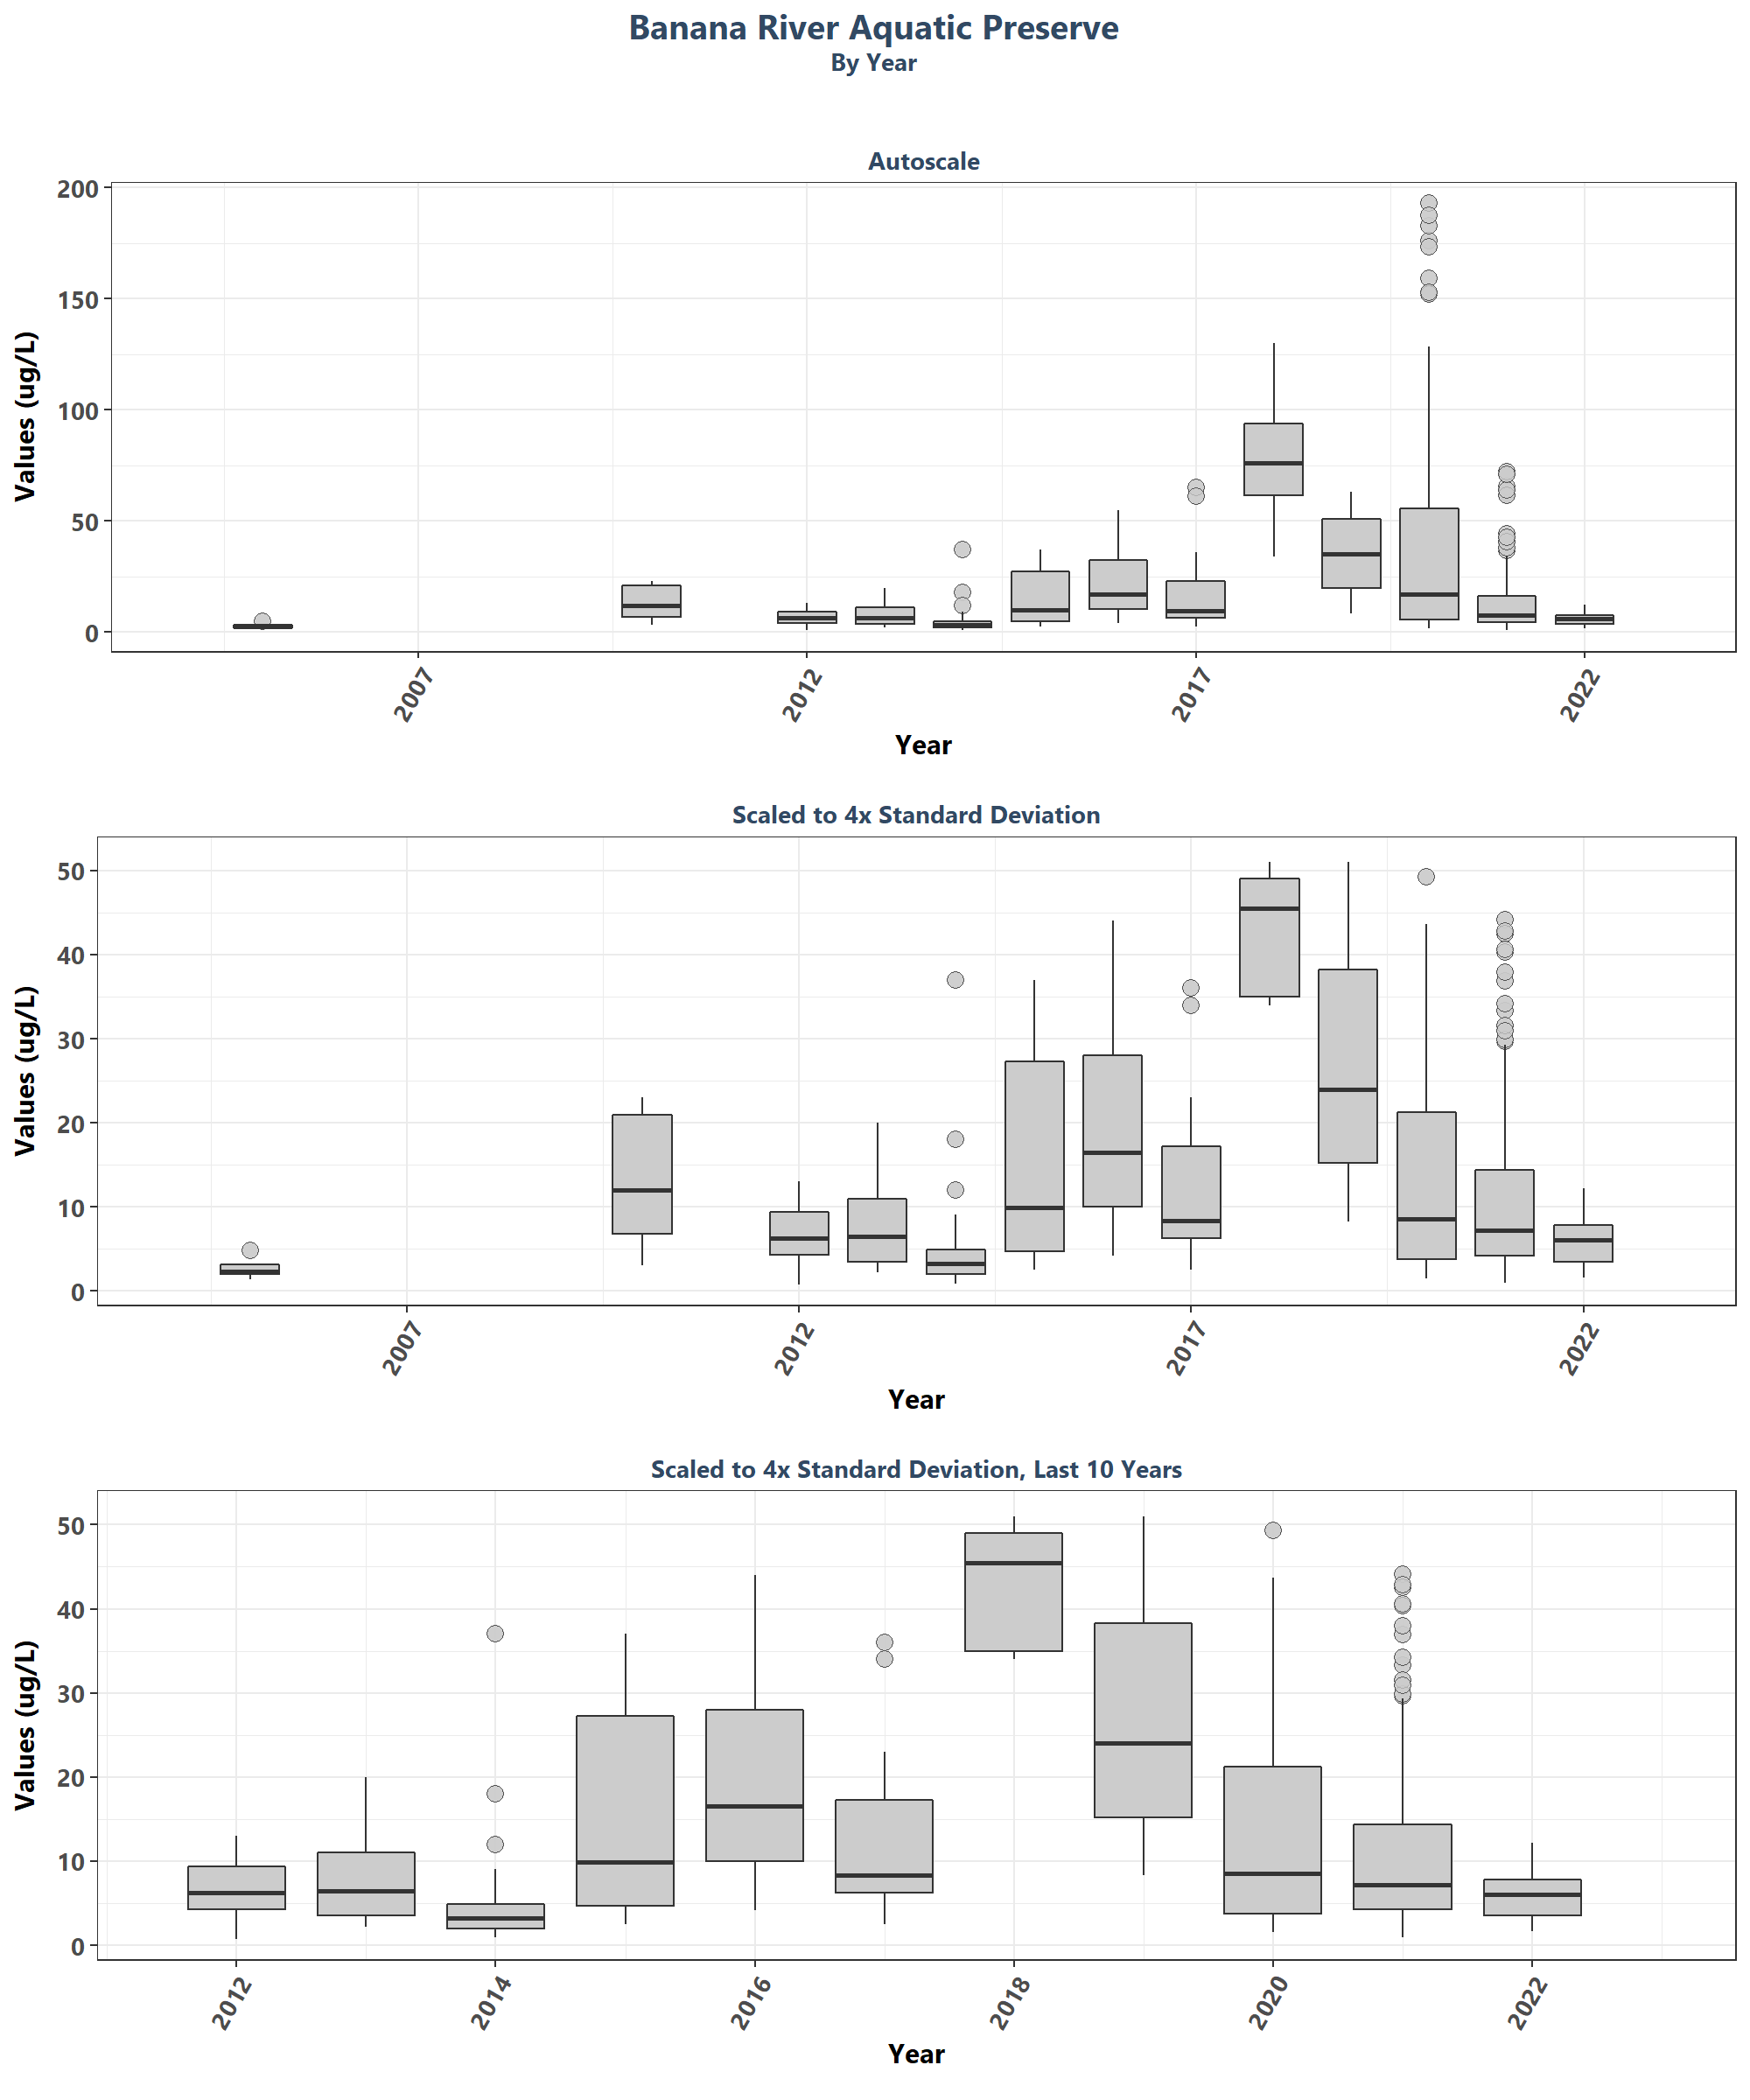 Banana River Aquatic Preserve
By Year
Autoscale
200
150
100
50
0
Values (ug/L)
2007
2012
2017
2022
Year
Scaled to 4x Standard Deviation
50
40
30
20
10
0
Values (ug/L)
2007
2012
2017
2022
Year
Scaled to 4x Standard Deviation, Last 10 Years
50
40
30
20
10
0
Values (ug/L)
2012
2014
2016
2018
2020
2022
Year